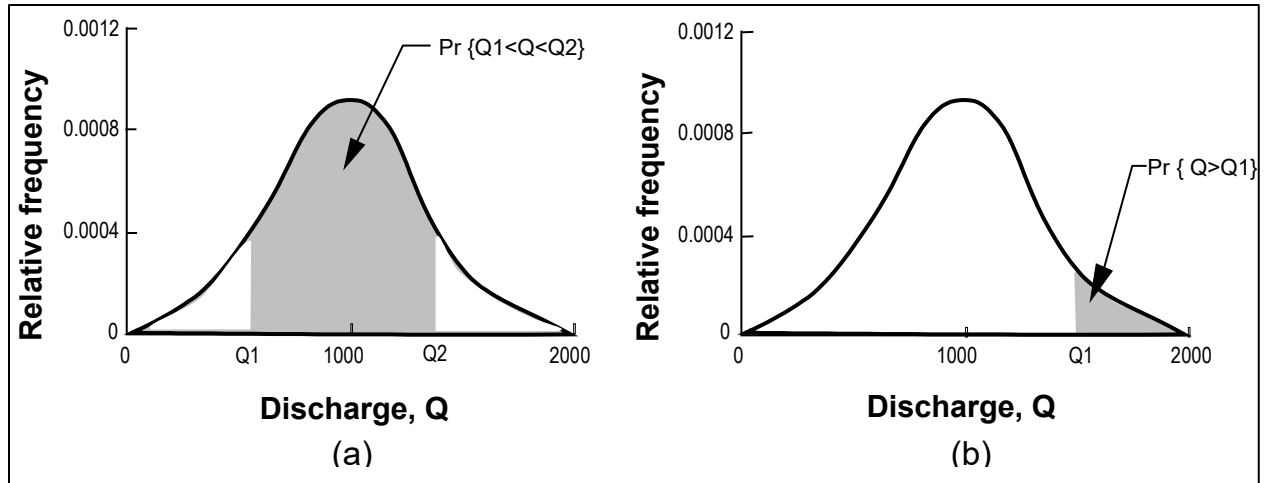 0.0012
0.0008
0.0004
0
Relative frequency
Pr {Q1<Q<Q2}
0
Q1
1000
Q2
2000
Discharge, Q
(a)
0.0012
0.0008
0.0004
0
Relative frequency
Pr { Q>Q1}
0
1000
Q1
2000
Discharge, Q
(b)